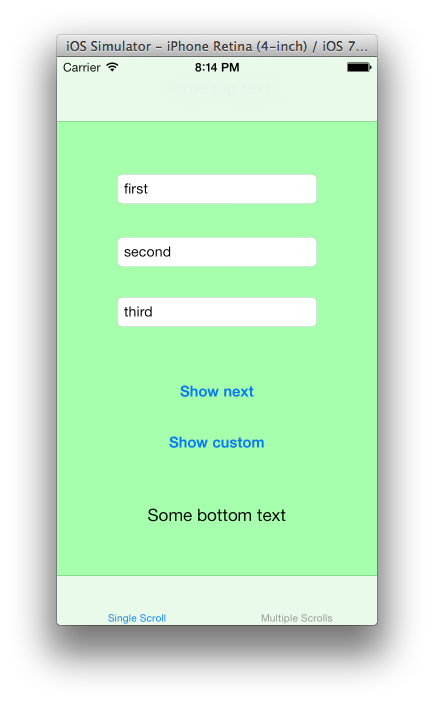 iOS Simulator - iPhone Retina (4-inch) / iOS 7...
Carrier 8:14 PM
first
second
third
Show next
Show custom
Some bottom text
Single Scroll Multiple Scrolls